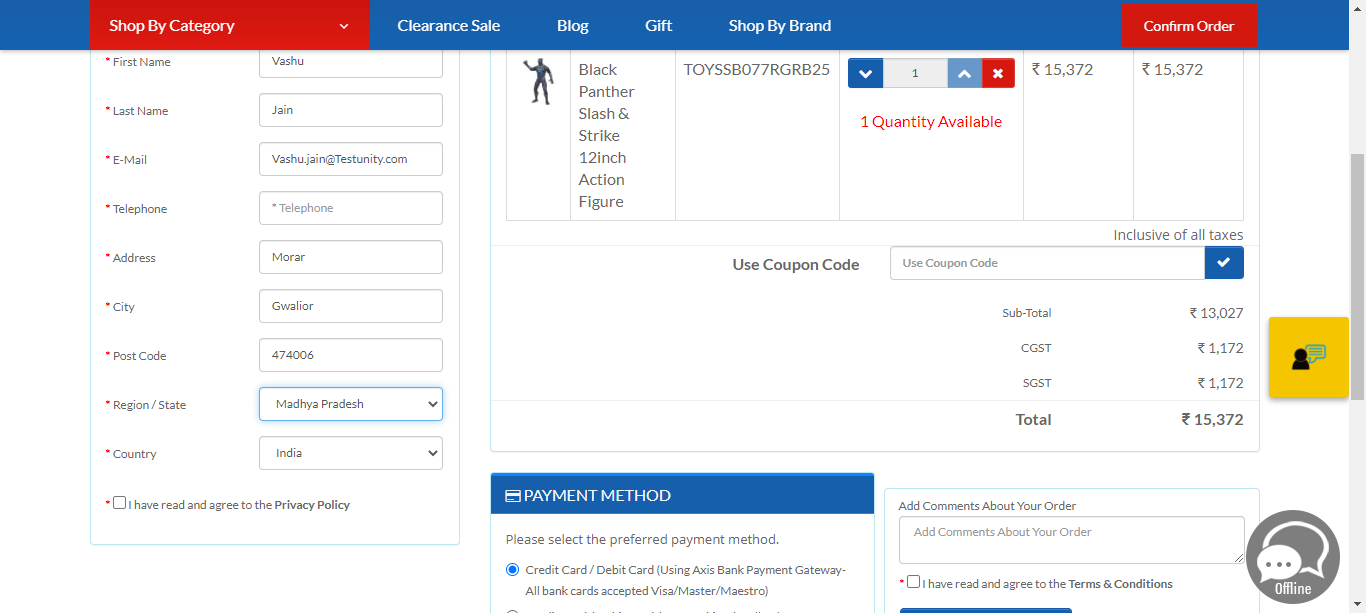 Shop By Category
Clearance Sale
Blog
Gift
Shop By Brand
Confirm Order
* First Name
Vashu
* Last Name
Jain
* E-Mail
Vashu.jain@Testunity.com
* Telephone
* Telephone
* Address
Morar
* City
Gwalior
* Post Code
474006
* Region / State
Madhya Pradesh
* Country
India
* I have read and agree to the Privacy Policy
Black
Panther
Slash &
Strike
12inch
Action
Figure
TOYSSB077RGRB25
1
1 Quantity Available
₹ 15,372
₹ 15,372
Inclusive of all taxes
Use Coupon Code
Use Coupon Code
Sub-Total ₹ 13,027
CGST ₹ 1,172
SGST ₹ 1,172
Total ₹ 15,372
PAYMENT METHOD
Please select the preferred payment method.
Credit Card / Debit Card (Using Axis Bank Payment Gateway-
All bank cards accepted Visa/Master/Maestro)
Add Comments About Your Order
Add Comments About Your Order
* I have read and agree to the Terms & Conditions
Offline